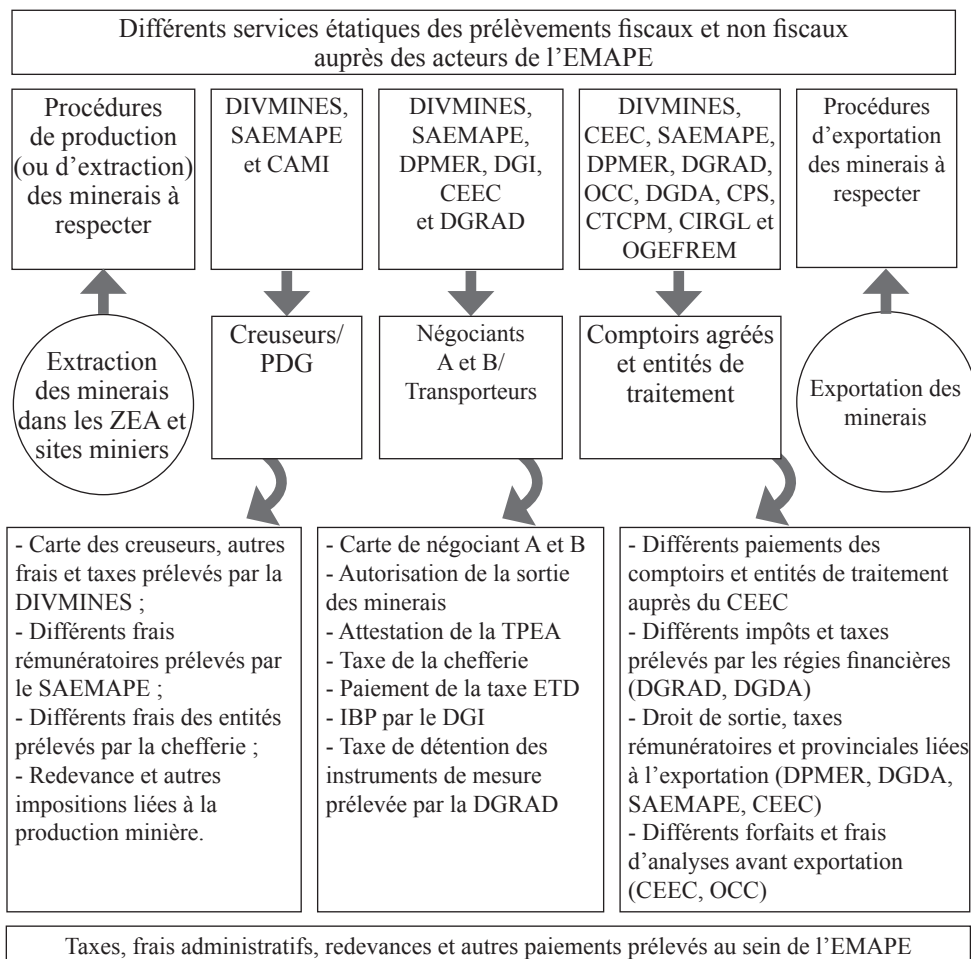 Différents services étatiques des prélèvements fiscaux et non fiscaux
auprès des acteurs de l’EMAPE
Procédures
de production
(ou d’extraction)
des minerais à
respecter
DIVMINES,
SAEMAPE
et CAMI
DIVMINES,
SAEMAPE,
DPMER, DGI,
CEEC
et DGRAD
DIVMINES,
CEEC, SAEMAPE,
DPMER, DGRAD,
OCC, DGDA, CPS,
CTCPM, CIRGL et
OGEFREM
Procédures
d’exportation
des minerais à
respecter
Extraction
des minerais
dans les ZEA et
sites miniers
Creuseurs/
PDG
Négociants
A et B/
Transporteurs
Comptoirs agréés
et entités de
traitement
Exportation des
minerais
- Carte des creuseurs, autres
frais et taxes prélevés par la
DIVMINES ;
- Différents frais
rémunératoires prélevés par
le SAEMAPE ;
- Différents frais des entités
prélevés par la chefferie ;
- Redevance et autres
impositions liées à la
production minière.
- Carte de négociant A et B
- Autorisation de la sortie
des minerais
- Attestation de la TPEA
- Taxe de la chefferie
- Paiement de la taxe ETD
- IBP par le DGI
- Taxe de détention des
instruments de mesure
prélevée par la DGRAD
- Différents paiements des
comptoirs et entités de traitement
auprès du CEEC
- Différents impôts et taxes
prélevés par les régies financières
(DGRAD, DGDA)
- Droit de sortie, taxes
rémunératoires et provinciales liées
à l’exportation (DPMER, DGDA,
SAEMAPE, CEEC)
- Différents forfaits et frais
d’analyses avant exportation
(CEEC, OCC)
Taxes, frais administratifs, redevances et autres paiements prélevés au sein de l’EMAPE